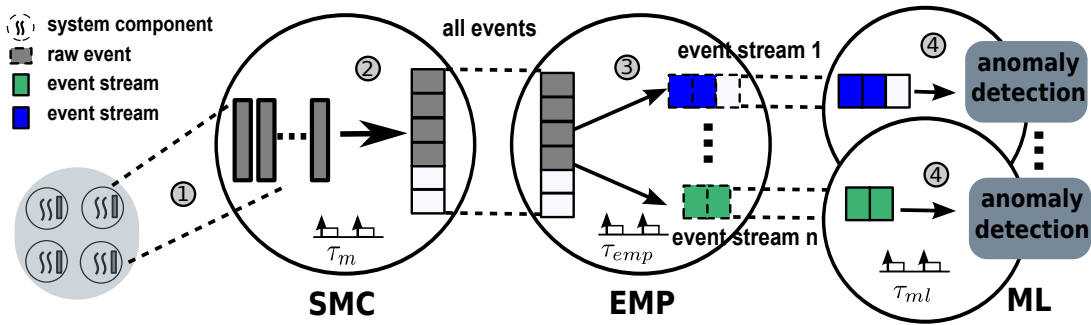 system component
raw event
event stream
event stream
1
2
τm
SMC
all events
3
τemp
EMP
event stream 1
event stream n
4
anomaly
detection
4
anomaly
detection
τml
ML